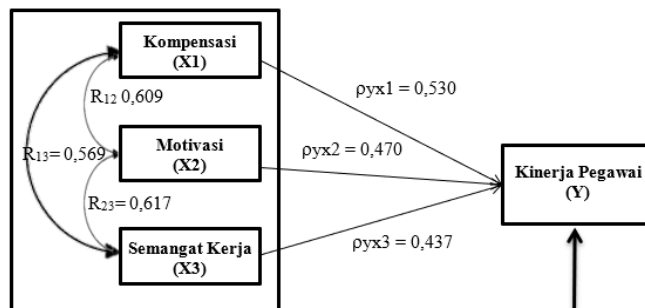 Kompensasi
(X1)
R12 0,609
ρyx1 = 0,530
Motivasi
(X2)
R13= 0,569
ρyx2 = 0,470
Kinerja Pegawai
(Y)
R23= 0,617
Semangat Kerja
(X3)
ρyx3 = 0,437